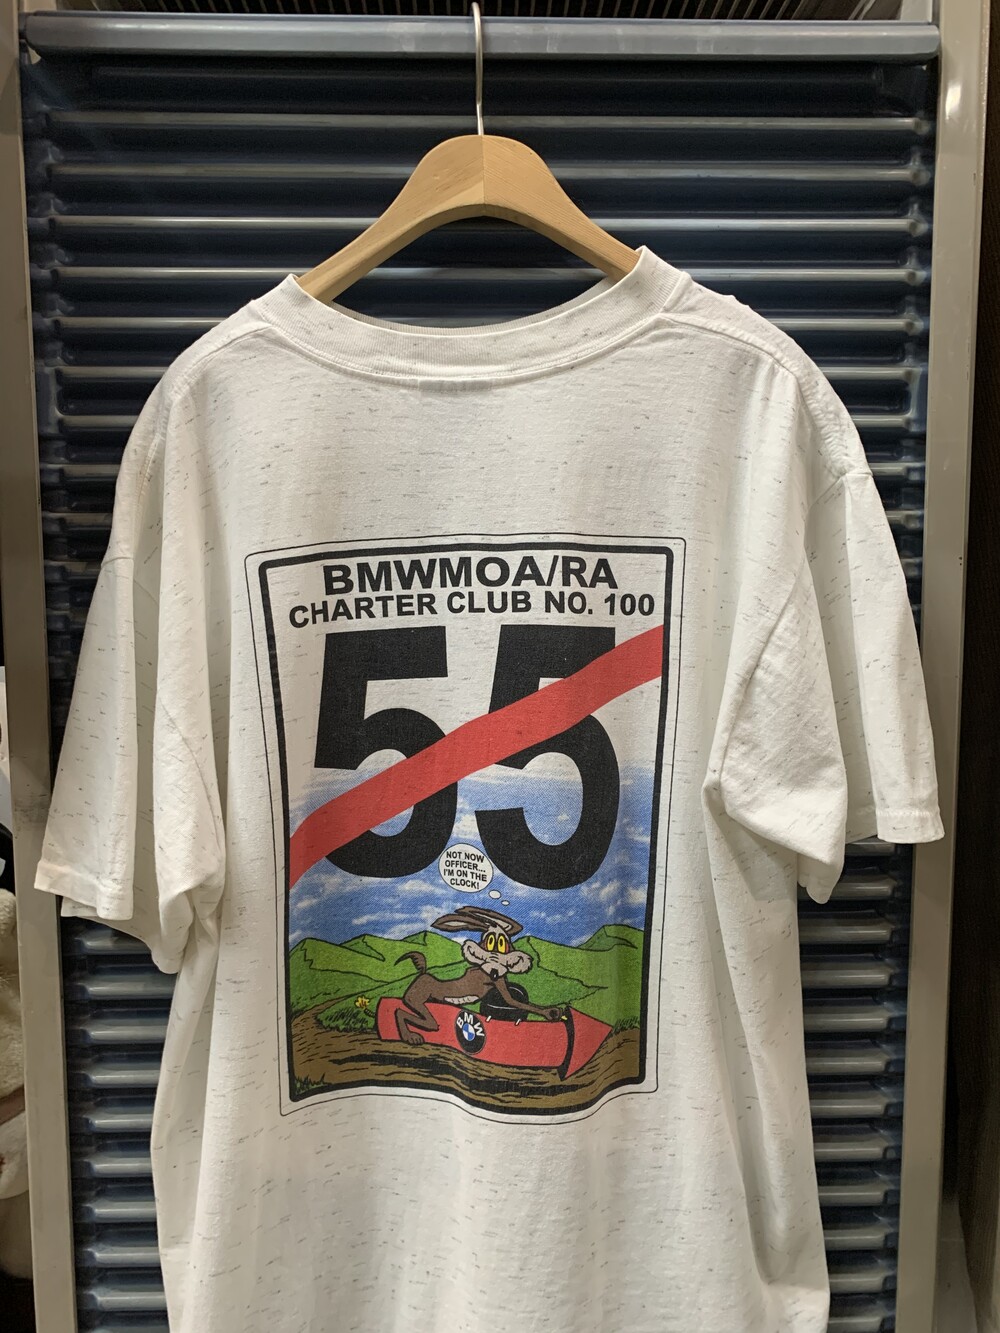 BMWMOA/RA
CHARTER CLUB NO. 100
55
NOT NOW
OFFICER...
I'M ON THE
CLOCK!
BMW